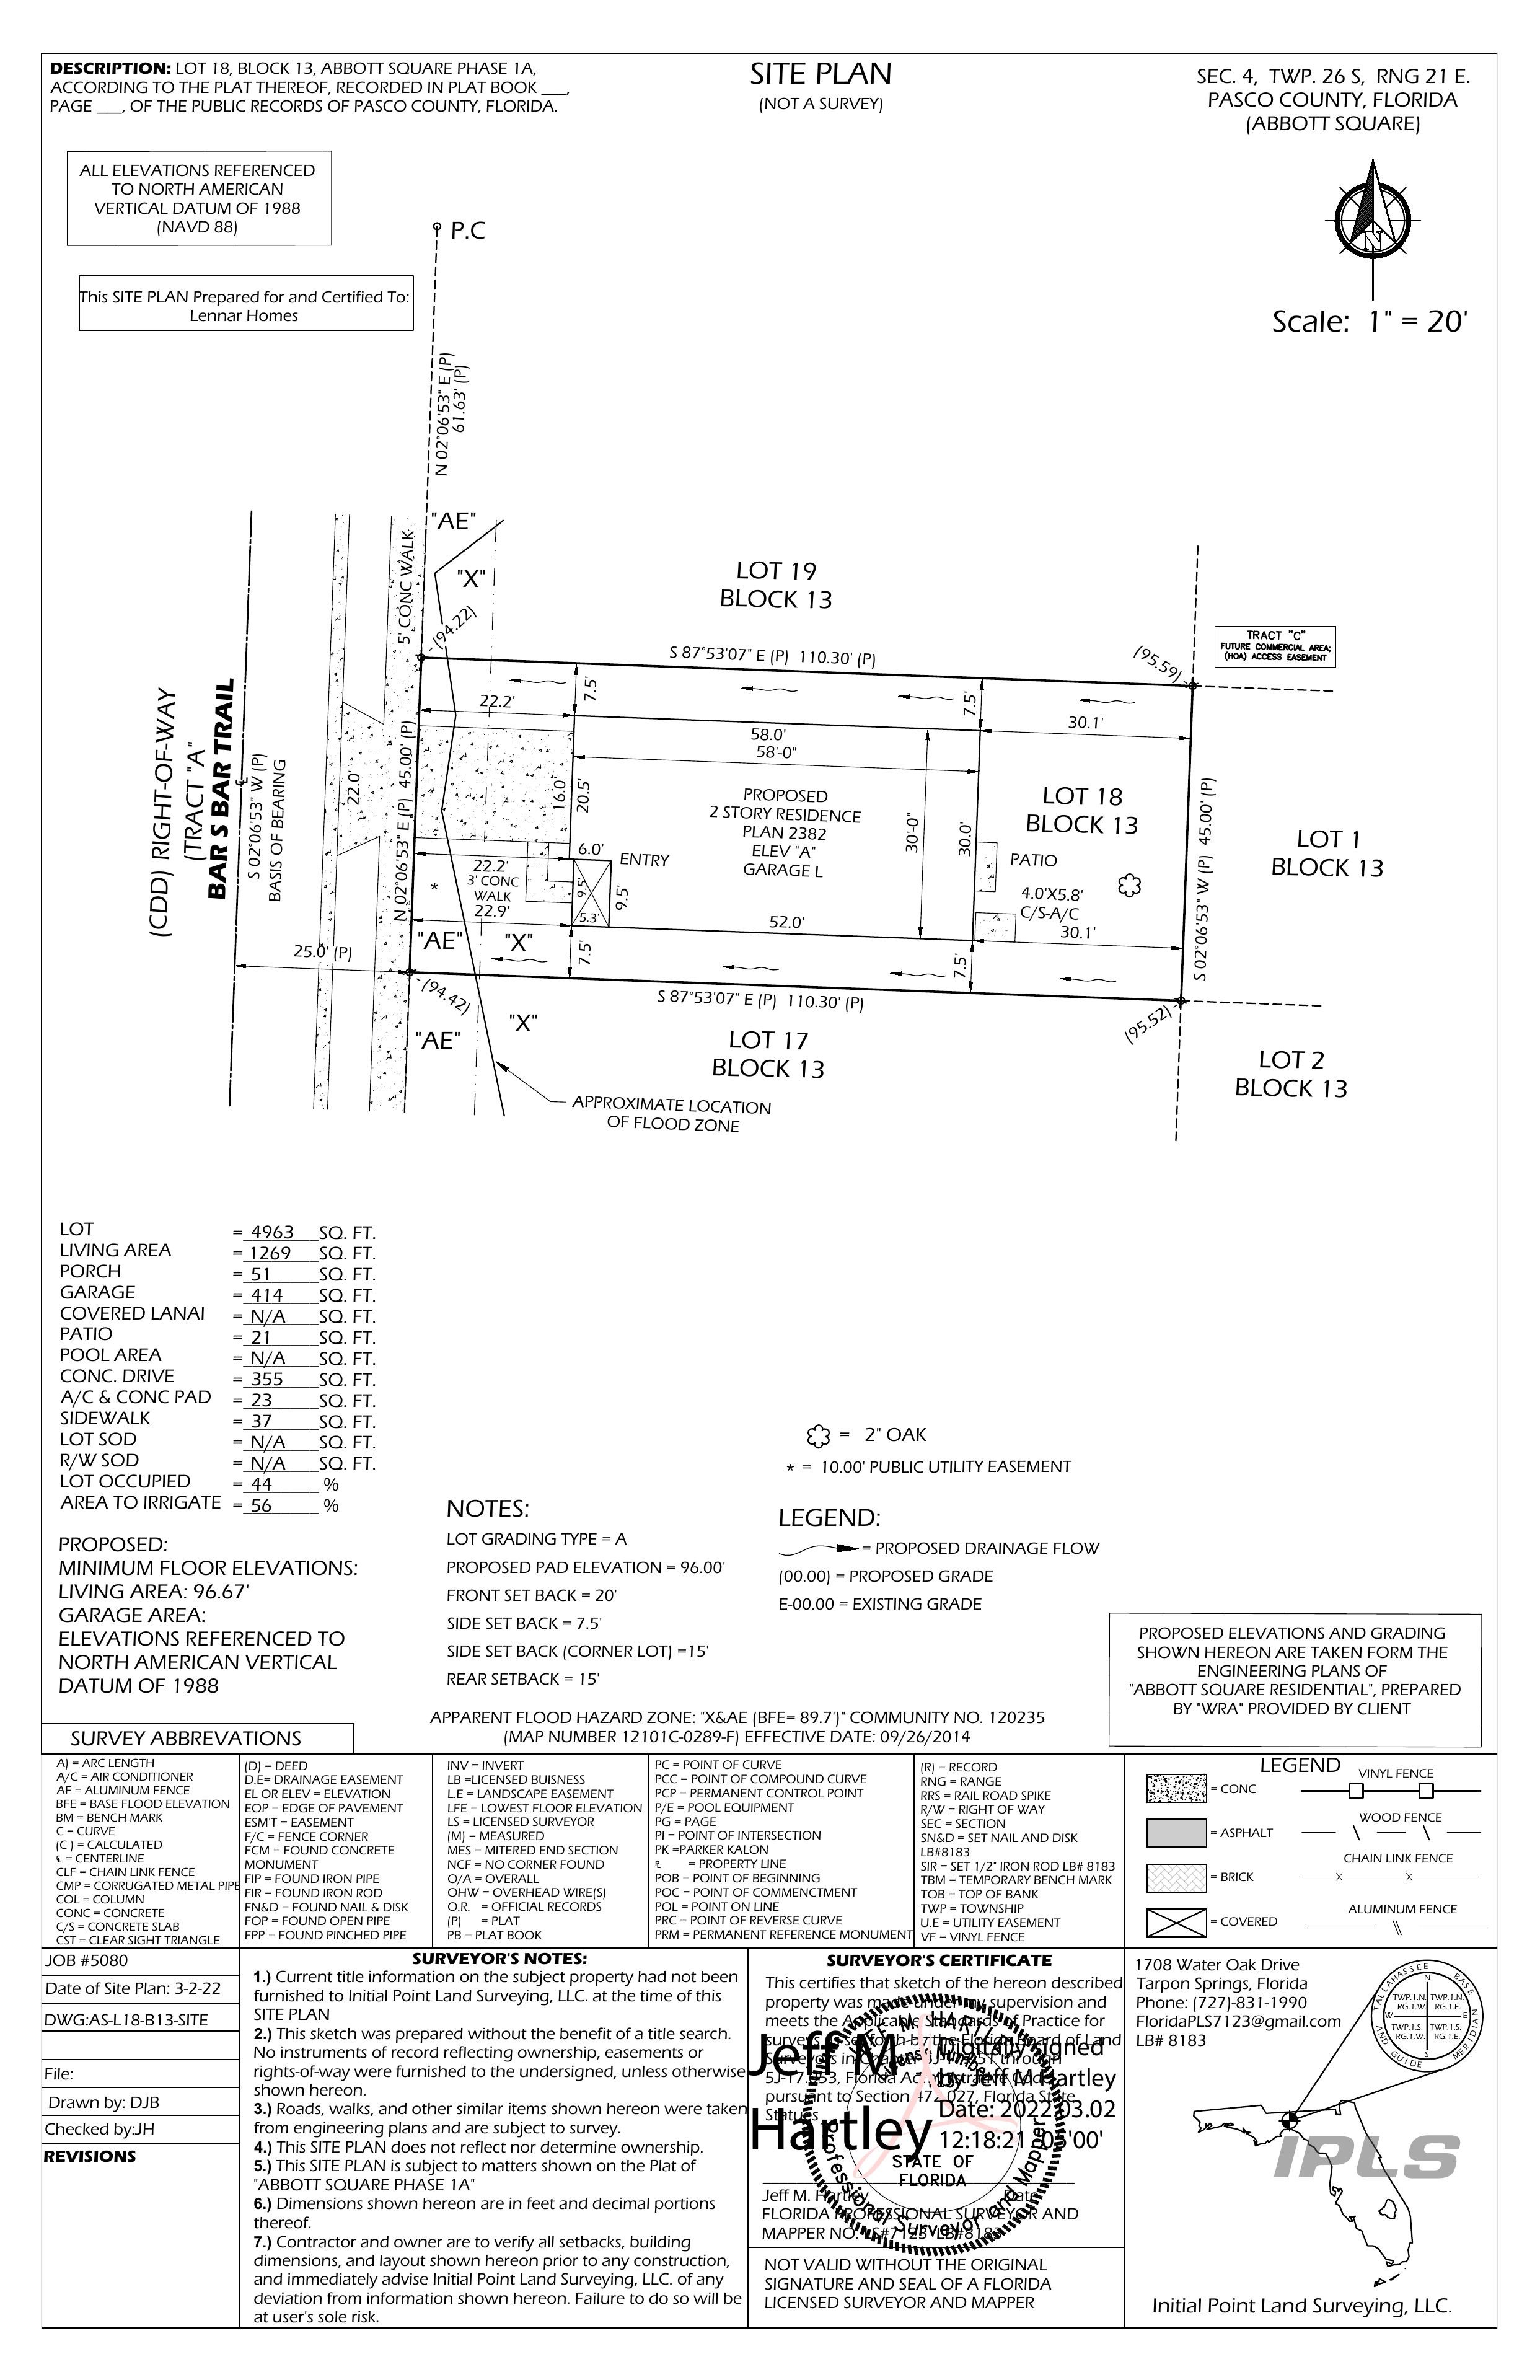 DESCRIPTION: LOT 18, BLOCK 13, ABBOTT SQUARE PHASE 1A,
ACCORDING TO THE PLAT THEREOF, RECORDED IN PLAT BOOK ___,
PAGE ___, OF THE PUBLIC RECORDS OF PASCO COUNTY, FLORIDA.
SITE PLAN
(NOT A SURVEY)
SEC. 4, TWP. 26 S, RNG 21 E.
PASCO COUNTY, FLORIDA
(ABBOTT SQUARE)
ALL ELEVATIONS REFERENCED
TO NORTH AMERICAN
VERTICAL DATUM OF 1988
(NAVD 88)
This SITE PLAN Prepared for and Certified To:
Lennar Homes
N
Scale: 1" = 20'
P.C
N 02°06'53" E (P)
61.63' (P)
"AE"
"X"
5' CONC WALK
(94.22)
LOT 19
BLOCK 13
S 87°53'07" E (P) 110.30' (P)
(95.59)
TRACT "C"
FUTURE COMMERCIAL AREA;
(HOA) ACCESS EASEMENT
(CDD) RIGHT-OF-WAY
(TRACT "A"
BAR S BAR TRAIL
S 02°06'53" W (P)
BASIS OF BEARING
22.0'
25.0' (P)
N 02°06'53" E (P) 45.00' (P)
22.2'
7.5'
7.5'
30.1'
58.0'
58'-0"
16.0'
20.5'
PROPOSED
2 STORY RESIDENCE
PLAN 2382
ELEV "A"
GARAGE L
30'-0"
30.0'
LOT 18
BLOCK 13
PATIO
4.0'X5.8'
C/S-A/C
30.1'
6.0'
ENTRY
22.2'
3' CONC
WALK
22.9'
*
9.5'
9.5'
5.3'
52.0'
7.5'
7.5'
S 02°06'53" W (P) 45.00' (P)
LOT 1
BLOCK 13
"AE"
"X"
(94.42)
S 87°53'07" E (P) 110.30' (P)
(95.52)
"AE"
"X"
LOT 17
BLOCK 13
LOT 2
BLOCK 13
APPROXIMATE LOCATION
OF FLOOD ZONE
LOT = 4963 SQ. FT.
LIVING AREA = 1269 SQ. FT.
PORCH = 51 SQ. FT.
GARAGE = 414 SQ. FT.
COVERED LANAI = N/A SQ. FT.
PATIO = 21 SQ. FT.
POOL AREA = N/A SQ. FT.
CONC. DRIVE = 355 SQ. FT.
A/C & CONC PAD = 23 SQ. FT.
SIDEWALK = 37 SQ. FT.
LOT SOD = N/A SQ. FT.
R/W SOD = N/A SQ. FT.
LOT OCCUPIED = 44 %
AREA TO IRRIGATE = 56 %
PROPOSED:
MINIMUM FLOOR ELEVATIONS:
LIVING AREA: 96.67'
GARAGE AREA:
ELEVATIONS REFERENCED TO
NORTH AMERICAN VERTICAL
DATUM OF 1988
= 2" OAK
* = 10.00' PUBLIC UTILITY EASEMENT
NOTES:
LOT GRADING TYPE = A
PROPOSED PAD ELEVATION = 96.00'
FRONT SET BACK = 20'
SIDE SET BACK = 7.5'
SIDE SET BACK (CORNER LOT) =15'
REAR SETBACK = 15'
LEGEND:
= PROPOSED DRAINAGE FLOW
(00.00) = PROPOSED GRADE
E-00.00 = EXISTING GRADE
PROPOSED ELEVATIONS AND GRADING
SHOWN HEREON ARE TAKEN FORM THE
ENGINEERING PLANS OF
"ABBOTT SQUARE RESIDENTIAL", PREPARED
BY "WRA" PROVIDED BY CLIENT
APPARENT FLOOD HAZARD ZONE: "X&AE (BFE= 89.7')" COMMUNITY NO. 120235
(MAP NUMBER 12101C-0289-F) EFFECTIVE DATE: 09/26/2014
SURVEY ABBREVATIONS
A) = ARC LENGTH
A/C = AIR CONDITIONER
AF = ALUMINUM FENCE
BFE = BASE FLOOD ELEVATION
BM = BENCH MARK
C = CURVE
(C ) = CALCULATED
℄ = CENTERLINE
CLF = CHAIN LINK FENCE
CMP = CORRUGATED METAL PIPE
COL = COLUMN
CONC = CONCRETE
C/S = CONCRETE SLAB
CST = CLEAR SIGHT TRIANGLE
(D) = DEED
D.E= DRAINAGE EASEMENT
EL OR ELEV = ELEVATION
EOP = EDGE OF PAVEMENT
ESM'T = EASEMENT
F/C = FENCE CORNER
FCM = FOUND CONCRETE
MONUMENT
FIP = FOUND IRON PIPE
FIR = FOUND IRON ROD
FN&D = FOUND NAIL & DISK
FOP = FOUND OPEN PIPE
FPP = FOUND PINCHED PIPE
INV = INVERT
LB =LICENSED BUISNESS
L.E = LANDSCAPE EASEMENT
LFE = LOWEST FLOOR ELEVATION
LS = LICENSED SURVEYOR
(M) = MEASURED
MES = MITERED END SECTION
NCF = NO CORNER FOUND
O/A = OVERALL
OHW = OVERHEAD WIRE(S)
O.R. = OFFICIAL RECORDS
(P) = PLAT
PB = PLAT BOOK
PC = POINT OF CURVE
PCC = POINT OF COMPOUND CURVE
PCP = PERMANENT CONTROL POINT
P/E = POOL EQUIPMENT
PG = PAGE
PI = POINT OF INTERSECTION
PK =PARKER KALON
= PROPERTY LINE
POB = POINT OF BEGINNING
POC = POINT OF COMMENCTMENT
POL = POINT ON LINE
PRC = POINT OF REVERSE CURVE
PRM = PERMANENT REFERENCE MONUMENT
(R) = RECORD
RNG = RANGE
RRS = RAIL ROAD SPIKE
R/W = RIGHT OF WAY
SEC = SECTION
SN&D = SET NAIL AND DISK
LB#8183
SIR = SET 1/2" IRON ROD LB# 8183
TBM = TEMPORARY BENCH MARK
TOB = TOP OF BANK
TWP = TOWNSHIP
U.E = UTILITY EASEMENT
VF = VINYL FENCE
LEGEND
= CONC
= ASPHALT
= BRICK
= COVERED
VINYL FENCE
WOOD FENCE
CHAIN LINK FENCE
ALUMINUM FENCE
JOB #5080
Date of Site Plan: 3-2-22
DWG:AS-L18-B13-SITE
File:
Drawn by: DJB
Checked by:JH
REVISIONS
SURVEYOR'S NOTES:
1.) Current title information on the subject property had not been
furnished to Initial Point Land Surveying, LLC. at the time of this
SITE PLAN
2.) This sketch was prepared without the benefit of a title search.
No instruments of record reflecting ownership, easements or
rights-of-way were furnished to the undersigned, unless otherwise
shown hereon.
3.) Roads, walks, and other similar items shown hereon were taken
from engineering plans and are subject to survey.
4.) This SITE PLAN does not reflect nor determine ownership.
5.) This SITE PLAN is subject to matters shown on the Plat of
"ABBOTT SQUARE PHASE 1A"
6.) Dimensions shown hereon are in feet and decimal portions
thereof.
7.) Contractor and owner are to verify all setbacks, building
dimensions, and layout shown hereon prior to any construction,
and immediately advise Initial Point Land Surveying, LLC. of any
deviation from information shown hereon. Failure to do so will be
at user's sole risk.
SURVEYOR'S CERTIFICATE
This certifies that sketch of the hereon described
property was made under my supervision and
meets the Applicable Standards of Practice for
surveys as set forth by the Florida Board of Land
Surveyors in Chapter through
5J-17.053, Florida Administrative Code,
pursuant to Section 472.027, Florida State
Statues
Jeff M
Hartley
Digitally signed
by Jeff M Hartley
Date: 2022.03.02
12:18:21
STATE OF
FLORIDA
Professional Surveyor and Mapper
Jeff M. Hartley Date
FLORIDA PROFESSIONAL SURVEYOR AND
MAPPER NO. LS#7123 LB#8183
NOT VALID WITHOUT THE ORIGINAL
SIGNATURE AND SEAL OF A FLORIDA
LICENSED SURVEYOR AND MAPPER
1708 Water Oak Drive
Tarpon Springs, Florida
Phone: (727)-831-1990
FloridaPLS7123@gmail.com
LB# 8183
TALLAHASSEE BASE
AND GUIDE MERIDIAN
N
W E
S
TWP.1.N. TWP.1.N.
RG.1.W. RG.1.E.
TWP.1.S. TWP.1.S.
RG.1.W. RG.1.E.
IPLS
Initial Point Land Surveying, LLC.